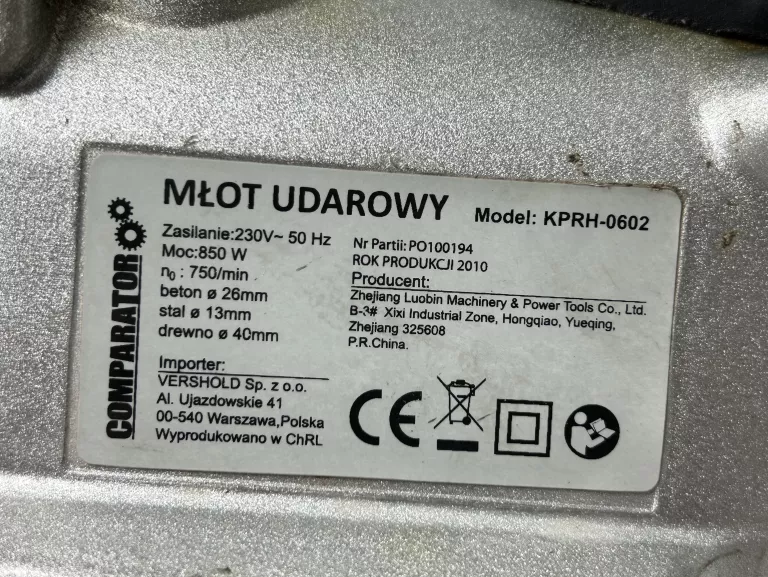 MŁOT UDAROWY
Model: KPRH-0602
COMPARATOR
Zasilanie:230V~ 50 Hz
Moc:850 W
n₀ : 750/min
beton ø 26mm
stal ø 13mm
drewno ø 40mm
Importer:
VERSHOLD Sp. z o.o.
Al. Ujazdowskie 41
00-540 Warszawa,Polska
Wyprodukowano w ChRL
Nr Partii: PO100194
ROK PRODUKCJI 2010
Producent:
Zhejiang Luobin Machinery & Power Tools Co., Ltd.
B-3# Xixi Industrial Zone, Hongqiao, Yueqing,
Zhejiang 325608
P.R.China.
CE